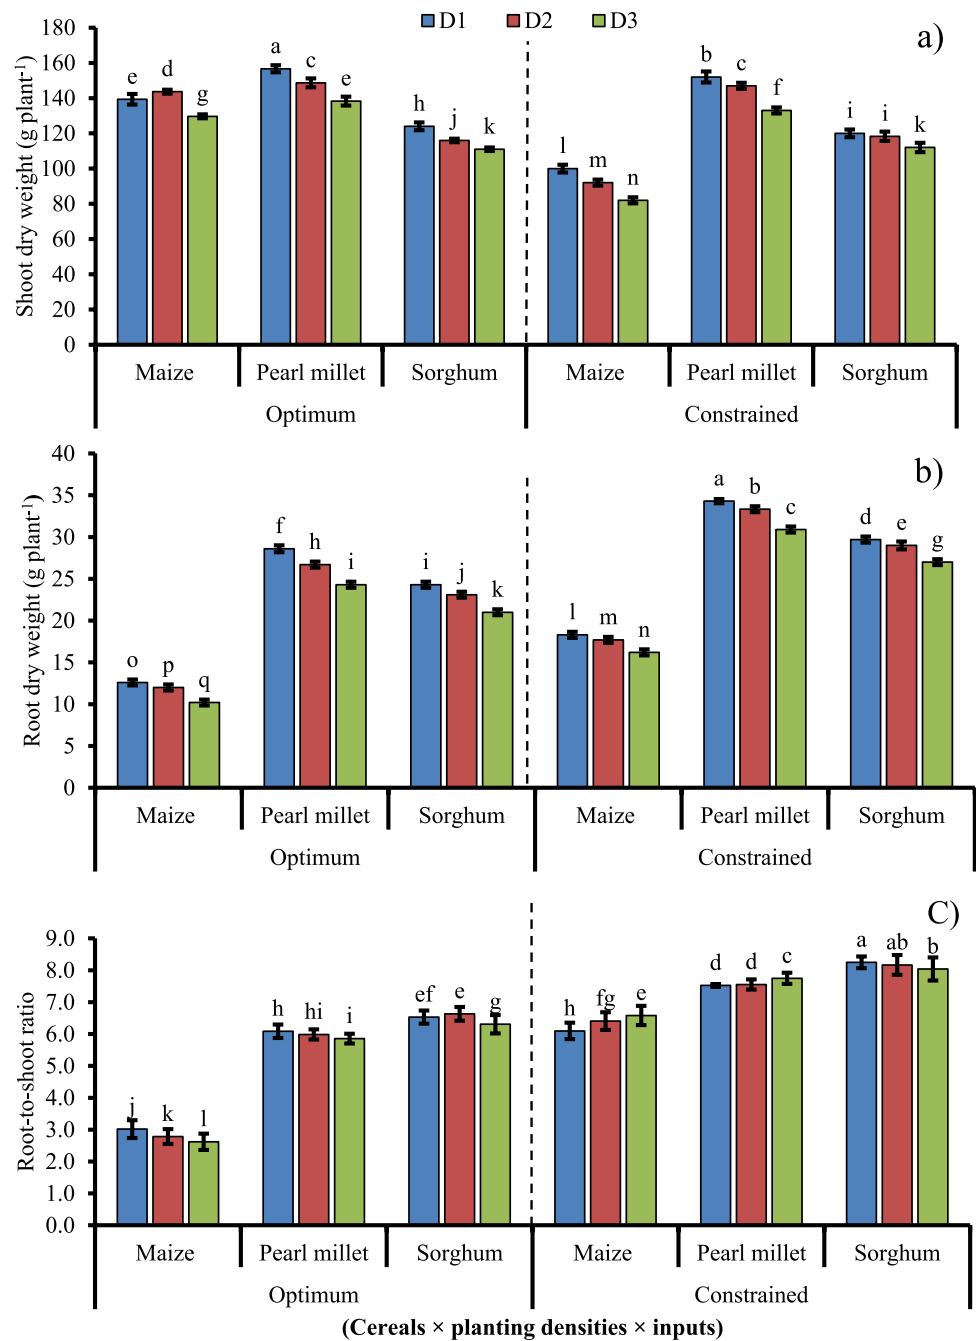 D1 D2 D3
a)
Shoot dry weight (g plant-1)
180
160
140
120
100
80
60
40
20
0
e d g a c e h j k l m n b c f i i k
Maize Pearl millet Sorghum Maize Pearl millet Sorghum
Optimum Constrained
b)
Root dry weight (g plant-1)
40
35
30
25
20
15
10
5
0
o p q f h i i j k l m n a b c d e g
Maize Pearl millet Sorghum Maize Pearl millet Sorghum
Optimum Constrained
C)
Root-to-shoot ratio
9.0
8.0
7.0
6.0
5.0
4.0
3.0
2.0
1.0
0.0
j k l h hi i ef e g h fg e d d c a ab b
Maize Pearl millet Sorghum Maize Pearl millet Sorghum
Optimum Constrained
(Cereals × planting densities × inputs)